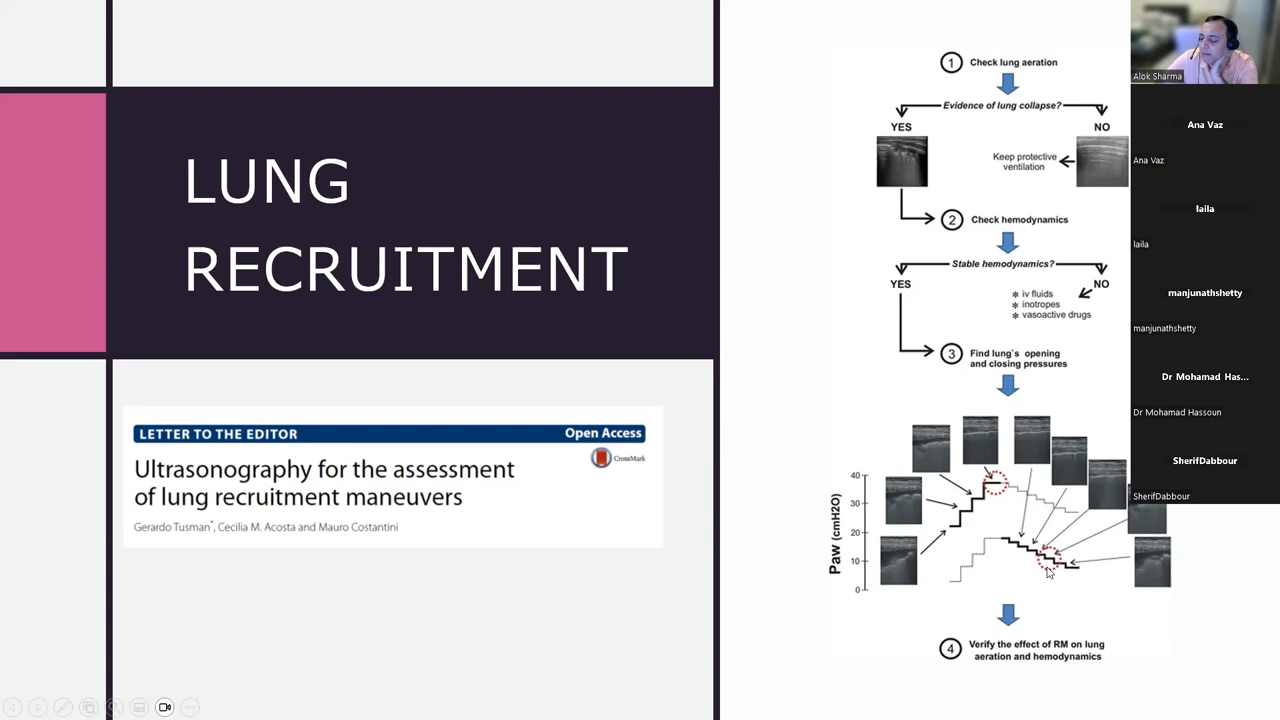 LUNG
RECRUITMENT
LETTER TO THE EDITOR
Open Access
CrossMark
Ultrasonography for the assessment
of lung recruitment maneuvers
Gerardo Tusman*, Cecilia M. Acosta and Mauro Costantini
1 Check lung aeration
Evidence of lung collapse?
YES
NO
Keep protective
ventilation
2 Check hemodynamics
Stable hemodynamics?
YES
NO
* iv fluids
* inotropes
* vasoactive drugs
3 Find lung`s opening
and closing pressures
Paw (cmH2O)
40
30
20
10
0
4 Verify the effect of RM on lung
aeration and hemodynamics
Alok Sharma
Ana Vaz
Ana Vaz
laila
laila
manjunathshetty
manjunathshetty
Dr Mohamad Has...
Dr Mohamad Hassoun
SherifDabbour
SherifDabbour